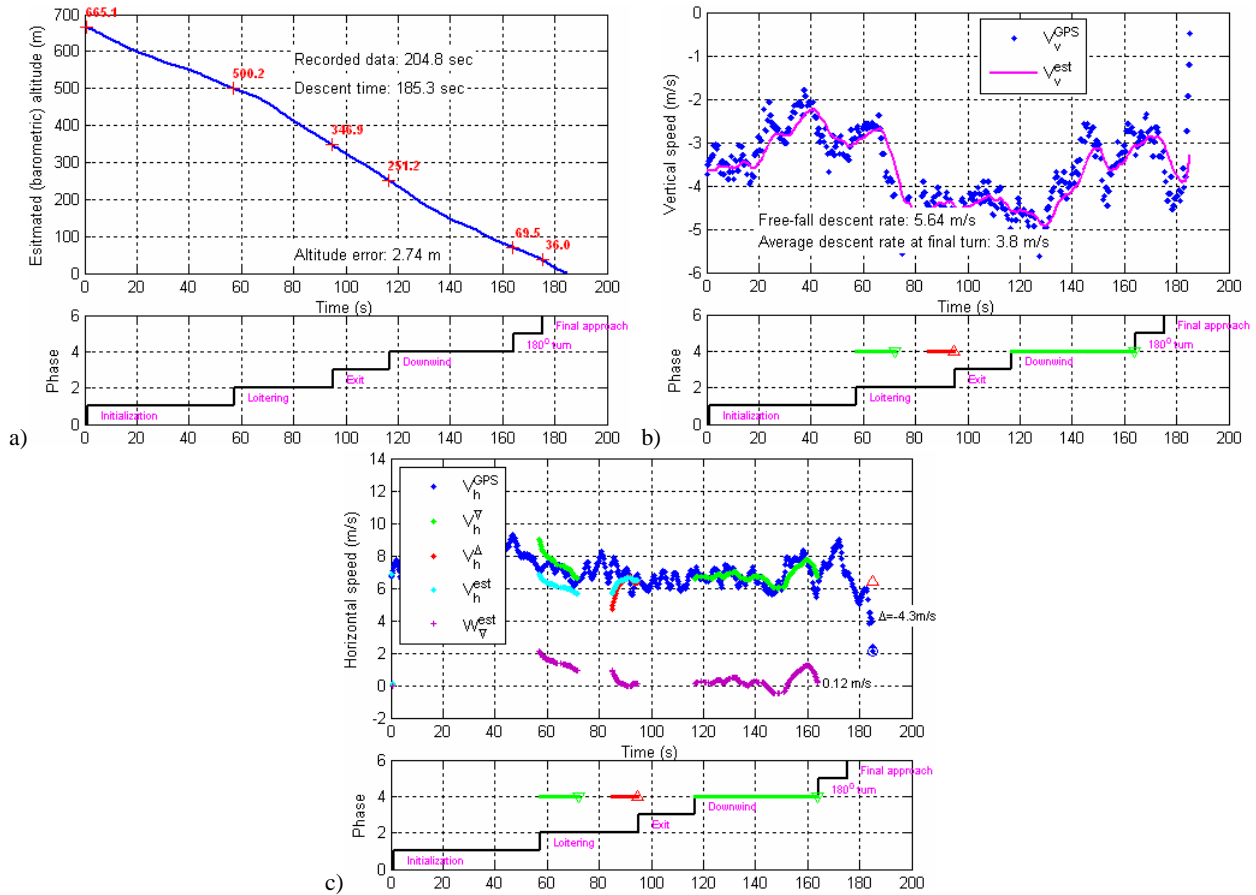 700
600
500
400
300
200
100
0
Esitmated (barometric) altitude (m)
665.1
500.2
346.9
251.2
69.5
36.0
Recorded data: 204.8 sec
Descent time: 185.3 sec
Altitude error: 2.74 m
0 20 40 60 80 100 120 140 160 180 200
Time (s)
6
4
2
0
Phase
Initialization
Loitering
Exit
Downwind
180° turn
Final approach
0 20 40 60 80 100 120 140 160 180 200
a)
0
-1
-2
-3
-4
-5
-6
Vertical speed (m/s)
V_v^GPS
V_v^est
Free-fall descent rate: 5.64 m/s
Average descent rate at final turn: 3.8 m/s
0 20 40 60 80 100 120 140 160 180 200
Time (s)
6
4
2
0
Phase
Initialization
Loitering
Exit
Downwind
180° turn
Final approach
0 20 40 60 80 100 120 140 160 180 200
b)
14
12
10
8
6
4
2
0
-2
Horizontal speed (m/s)
V_h^GPS
V_h^∇
V_h^Δ
V_h^est
W_∇^est
Δ=-4.3m/s
0.12 m/s
0 20 40 60 80 100 120 140 160 180 200
Time (s)
6
4
2
0
Phase
Initialization
Loitering
Exit
Downwind
180° turn
Final approach
0 20 40 60 80 100 120 140 160 180 200
c)